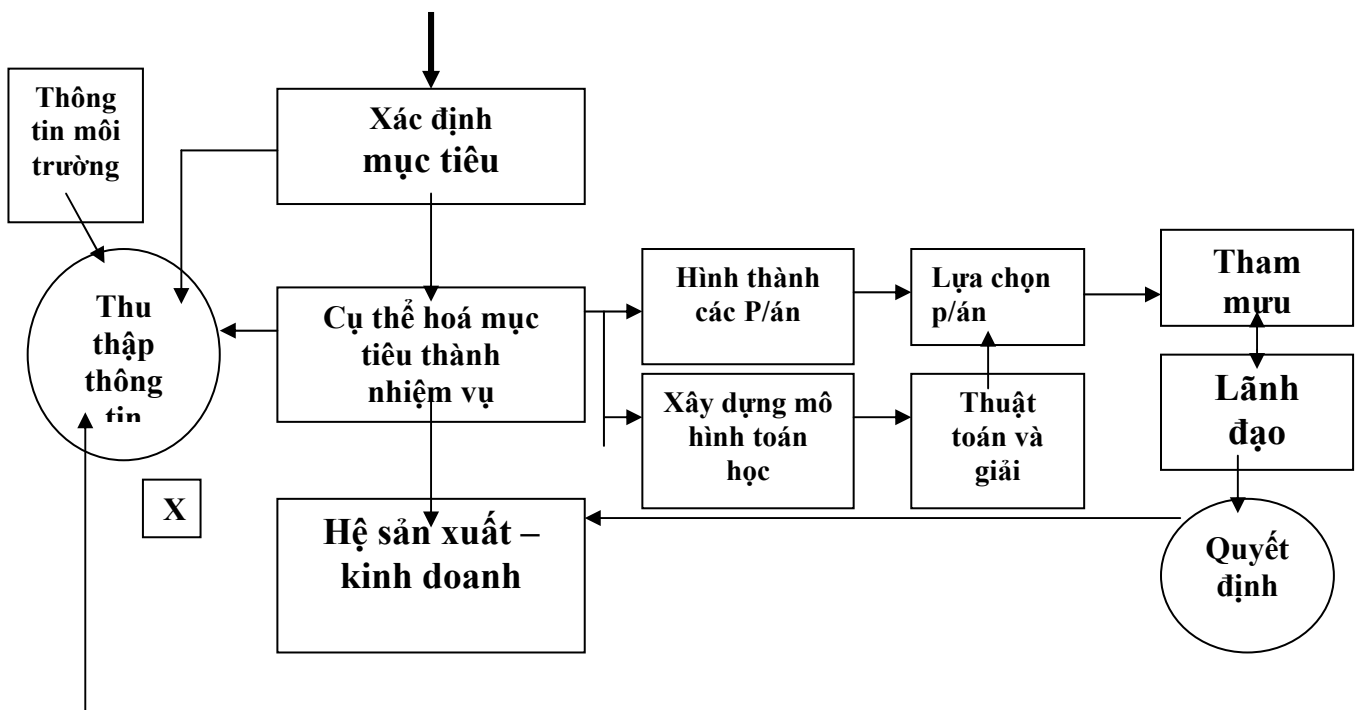 Thông
tin môi
trường
Xác định
mục tiêu
Thu
thập
thông
tin
Cụ thể hoá mục
tiêu thành
nhiệm vụ
Hình thành
các P/án
Lựa chọn
p/án
Tham
mưu
Xây dựng mô
hình toán
học
Thuật
toán và
giải
Lãnh
đạo
X
Hệ sản xuất –
kinh doanh
Quyết
định